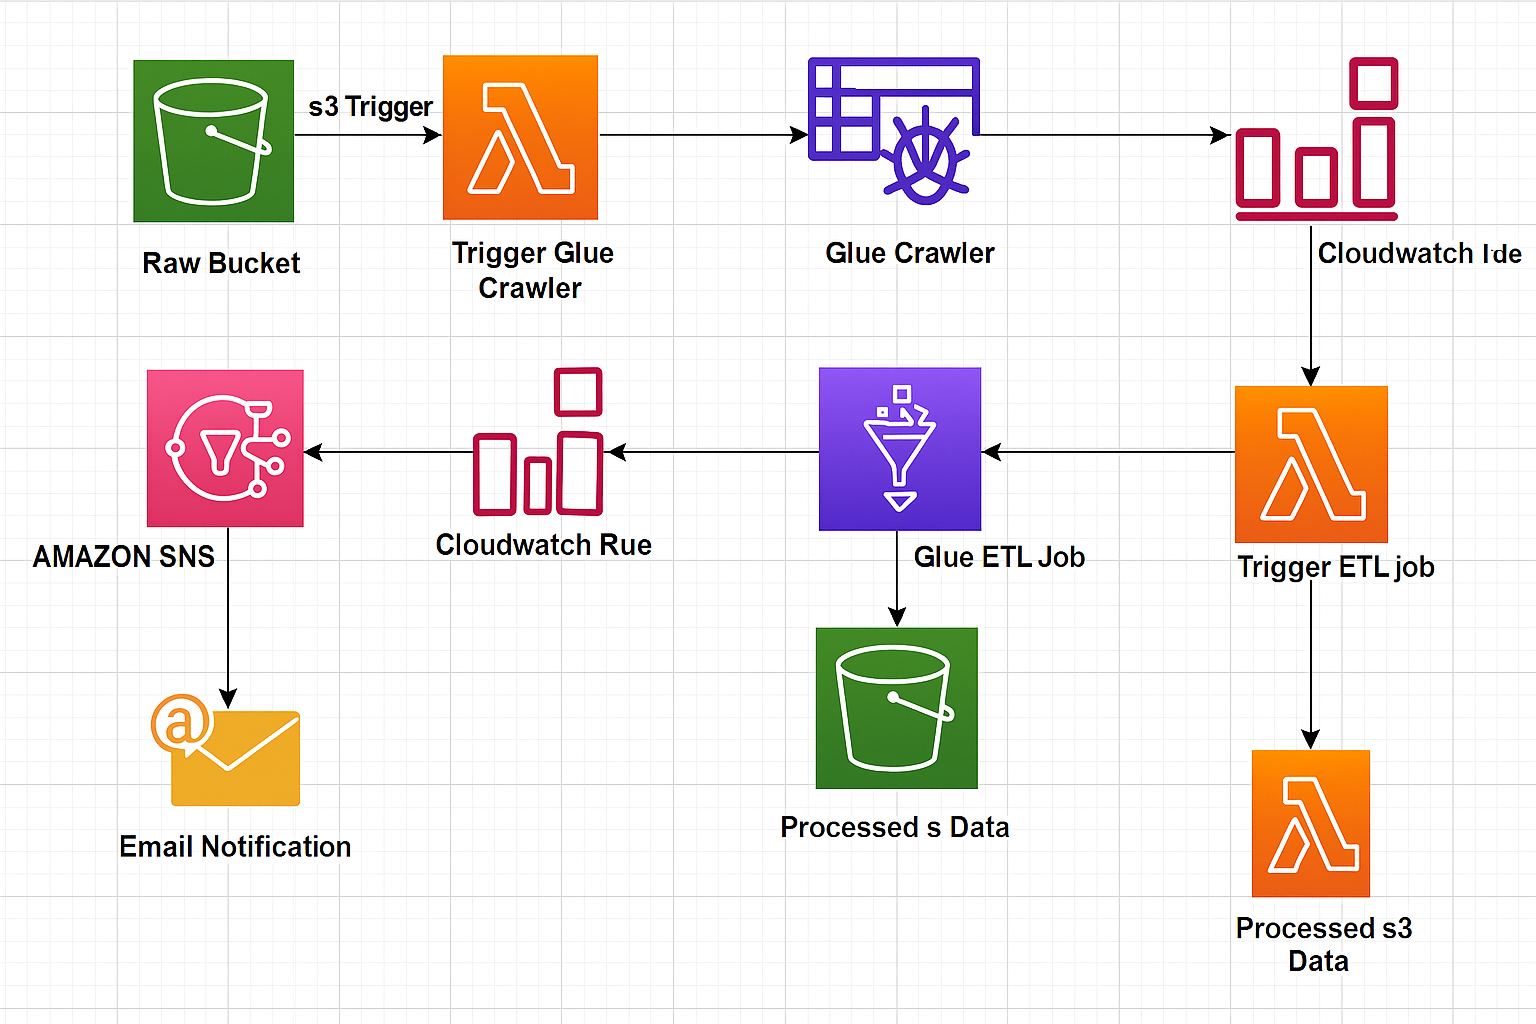 s3 Trigger
Raw Bucket
Trigger Glue
Crawler
Glue Crawler
Cloudwatch Ide
AMAZON SNS
Cloudwatch Rue
Glue ETL Job
Trigger ETL job
Email Notification
Processed s Data
Processed s3
Data